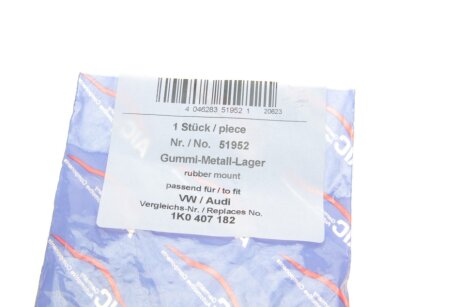 4 046283 51952 1 20623
1 Stück / piece
Nr. / No. 51952
Gummi-Metall-Lager
rubber mount
passend für / to fit
VW / Audi
Vergleichs-Nr. / Replaces No.
1K0 407 182
AIC